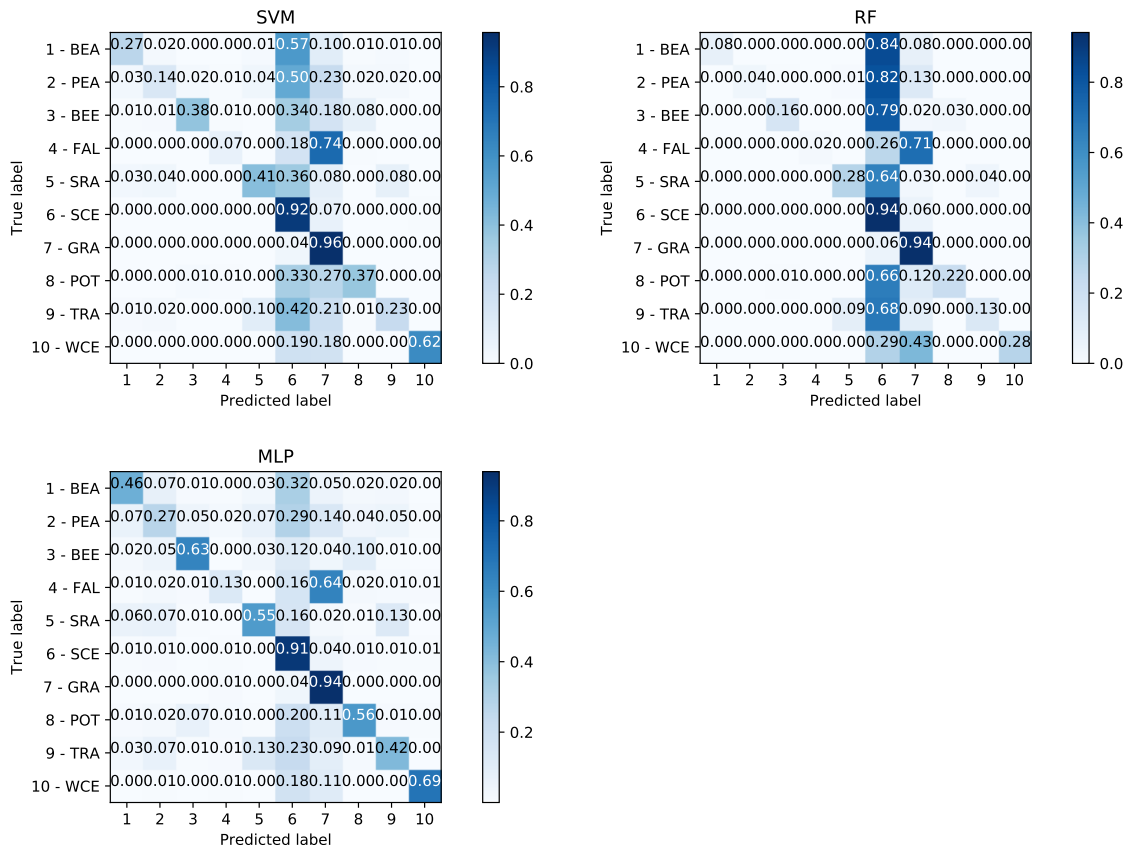 SVM
1 - BEA 0.27 0.02 0.00 0.00 0.01 0.57 0.10 0.01 0.01 0.00
2 - PEA 0.03 0.14 0.02 0.01 0.04 0.50 0.23 0.02 0.02 0.00
3 - BEE 0.01 0.01 0.38 0.01 0.00 0.34 0.18 0.08 0.00 0.00
4 - FAL 0.00 0.00 0.00 0.07 0.00 0.18 0.74 0.00 0.00 0.00
5 - SRA 0.03 0.04 0.00 0.00 0.41 0.36 0.08 0.00 0.08 0.00
6 - SCE 0.00 0.00 0.00 0.00 0.00 0.92 0.07 0.00 0.00 0.00
7 - GRA 0.00 0.00 0.00 0.00 0.00 0.04 0.96 0.00 0.00 0.00
8 - POT 0.00 0.00 0.01 0.01 0.00 0.33 0.27 0.37 0.00 0.00
9 - TRA 0.01 0.02 0.00 0.00 0.10 0.42 0.21 0.01 0.23 0.00
10 - WCE 0.00 0.00 0.00 0.00 0.00 0.19 0.18 0.00 0.00 0.62
1 2 3 4 5 6 7 8 9 10
Predicted label
True label
0.8
0.6
0.4
0.2
0.0
RF
1 - BEA 0.08 0.00 0.00 0.00 0.00 0.84 0.08 0.00 0.00 0.00
2 - PEA 0.00 0.04 0.00 0.00 0.01 0.82 0.13 0.00 0.00 0.00
3 - BEE 0.00 0.00 0.16 0.00 0.00 0.79 0.02 0.03 0.00 0.00
4 - FAL 0.00 0.00 0.00 0.02 0.00 0.26 0.71 0.00 0.00 0.00
5 - SRA 0.00 0.00 0.00 0.00 0.28 0.64 0.03 0.00 0.04 0.00
6 - SCE 0.00 0.00 0.00 0.00 0.00 0.94 0.06 0.00 0.00 0.00
7 - GRA 0.00 0.00 0.00 0.00 0.00 0.06 0.94 0.00 0.00 0.00
8 - POT 0.00 0.00 0.01 0.00 0.00 0.66 0.12 0.22 0.00 0.00
9 - TRA 0.00 0.00 0.00 0.00 0.09 0.68 0.09 0.00 0.13 0.00
10 - WCE 0.00 0.00 0.00 0.00 0.00 0.29 0.43 0.00 0.00 0.28
1 2 3 4 5 6 7 8 9 10
Predicted label
True label
0.8
0.6
0.4
0.2
0.0
MLP
1 - BEA 0.46 0.07 0.01 0.00 0.03 0.32 0.05 0.02 0.02 0.00
2 - PEA 0.07 0.27 0.05 0.02 0.07 0.29 0.14 0.04 0.05 0.00
3 - BEE 0.02 0.05 0.63 0.00 0.03 0.12 0.04 0.10 0.01 0.00
4 - FAL 0.01 0.02 0.01 0.13 0.00 0.16 0.64 0.02 0.01 0.01
5 - SRA 0.06 0.07 0.01 0.00 0.55 0.16 0.02 0.01 0.13 0.00
6 - SCE 0.01 0.01 0.00 0.01 0.00 0.91 0.04 0.01 0.01 0.01
7 - GRA 0.00 0.00 0.00 0.01 0.00 0.04 0.94 0.00 0.00 0.00
8 - POT 0.01 0.02 0.07 0.01 0.00 0.20 0.11 0.56 0.01 0.00
9 - TRA 0.03 0.07 0.01 0.01 0.13 0.23 0.09 0.01 0.42 0.00
10 - WCE 0.00 0.01 0.00 0.01 0.00 0.18 0.11 0.00 0.00 0.69
1 2 3 4 5 6 7 8 9 10
Predicted label
True label
0.8
0.6
0.4
0.2